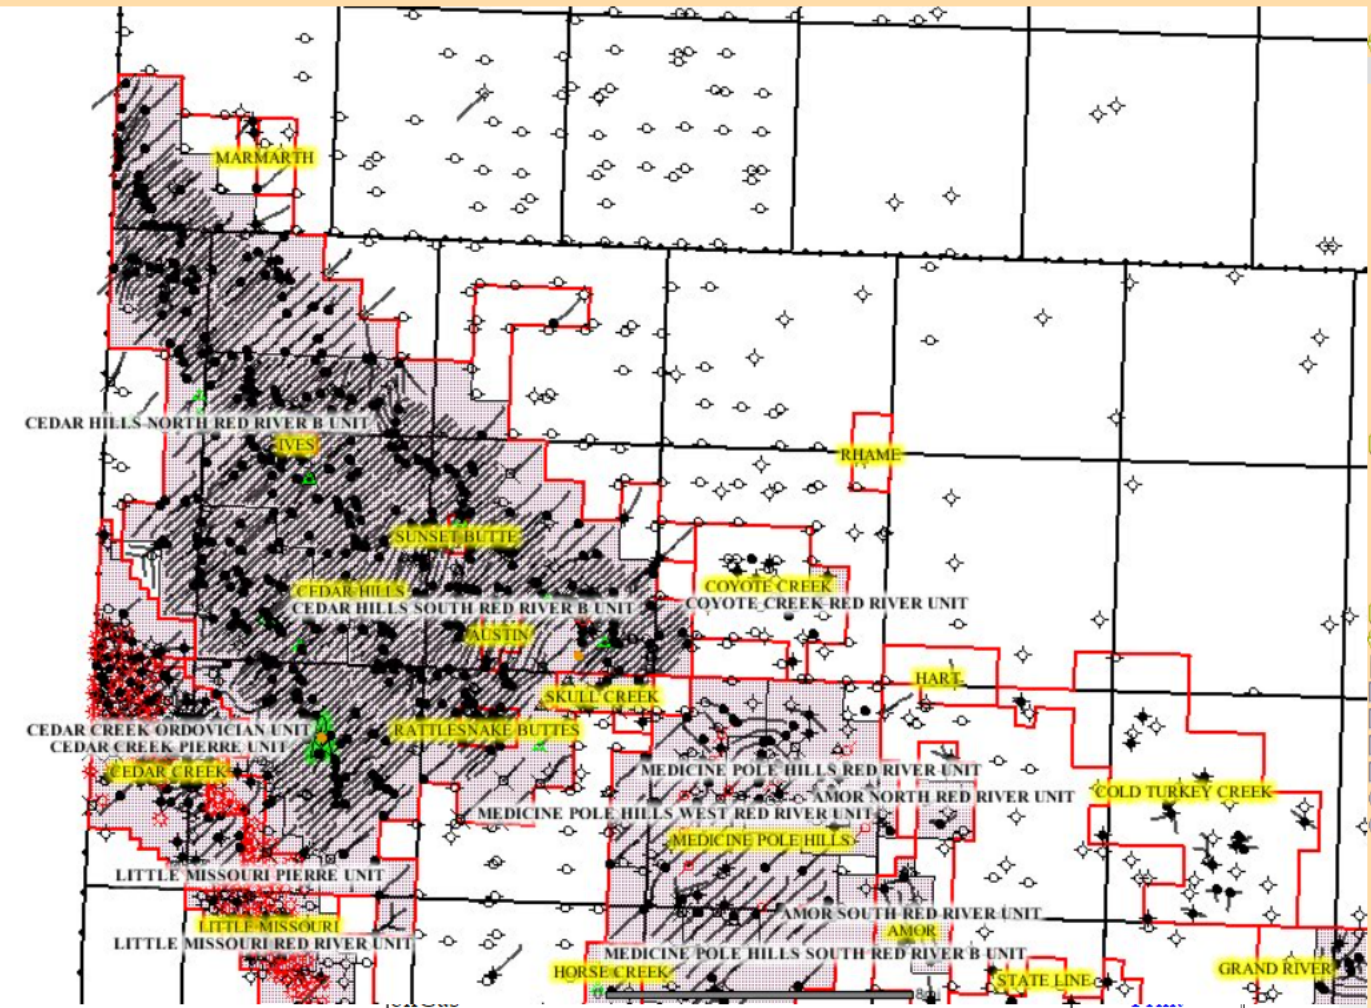 MARMARTH
CEDAR HILLS NORTH RED RIVER B UNIT
IVES
RHAME
SUNSET BUTTE
CEDAR HILLS
COYOTE CREEK
CEDAR HILLS SOUTH RED RIVER B UNIT
COYOTE CREEK RED RIVER UNIT
AUSTIN
HART
SKULL CREEK
CEDAR CREEK ORDOVICIAN UNIT
RATTLESNAKE BUTTES
CEDAR CREEK PIERRE UNIT
CEDAR CREEK
MEDICINE POLE HILLS RED RIVER UNIT
COLD TURKEY CREEK
AMOR NORTH RED RIVER UNIT
MEDICINE POLE HILLS WEST RED RIVER UNIT
MEDICINE POLE HILLS
LITTLE MISSOURI PIERRE UNIT
AMOR SOUTH RED RIVER UNIT
LITTLE MISSOURI
AMOR
LITTLE MISSOURI RED RIVER UNIT
MEDICINE POLE HILLS SOUTH RED RIVER B UNIT
HORSE CREEK
GRAND RIVER
STATE LINE